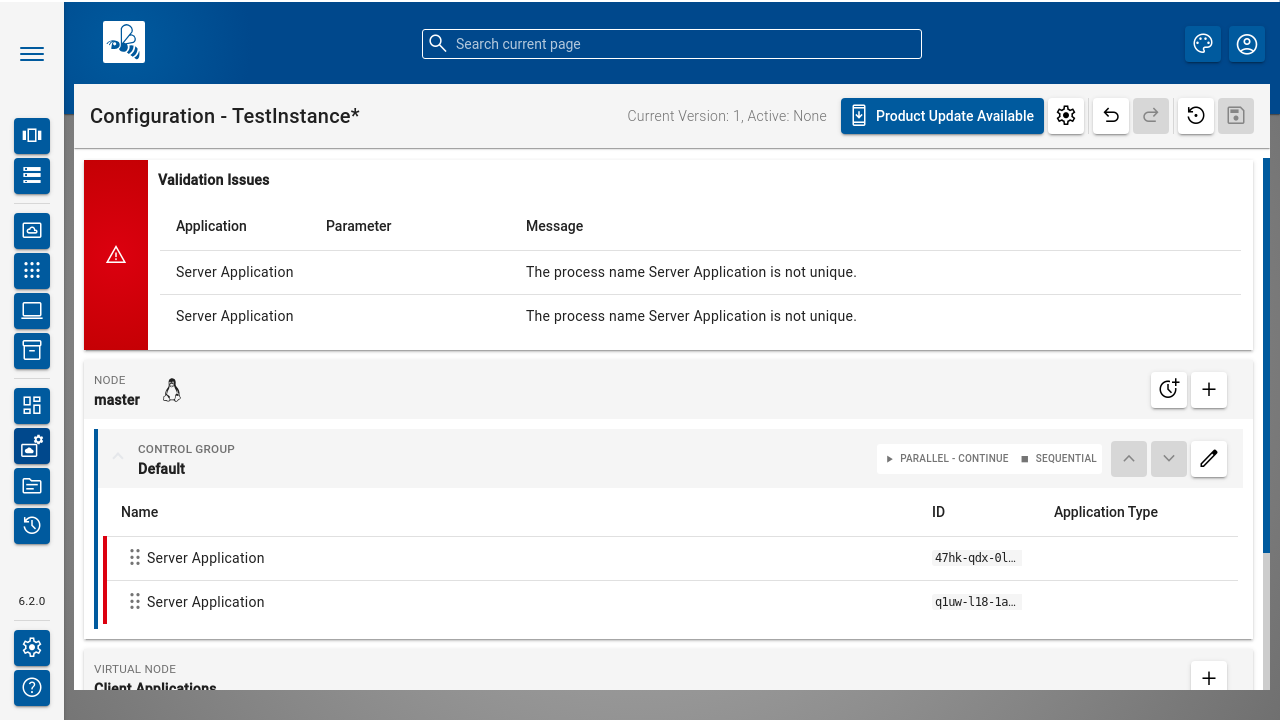 Search current page
Configuration - TestInstance*
Current Version: 1, Active: None
Product Update Available
Validation Issues
Application Parameter Message
Server Application The process name Server Application is not unique.
Server Application The process name Server Application is not unique.
NODE
master
CONTROL GROUP
Default
PARALLEL - CONTINUE SEQUENTIAL
Name ID Application Type
Server Application 47hk-qdx-0l…
Server Application q1uw-l18-1a…
6.2.0
VIRTUAL NODE
Client Applications